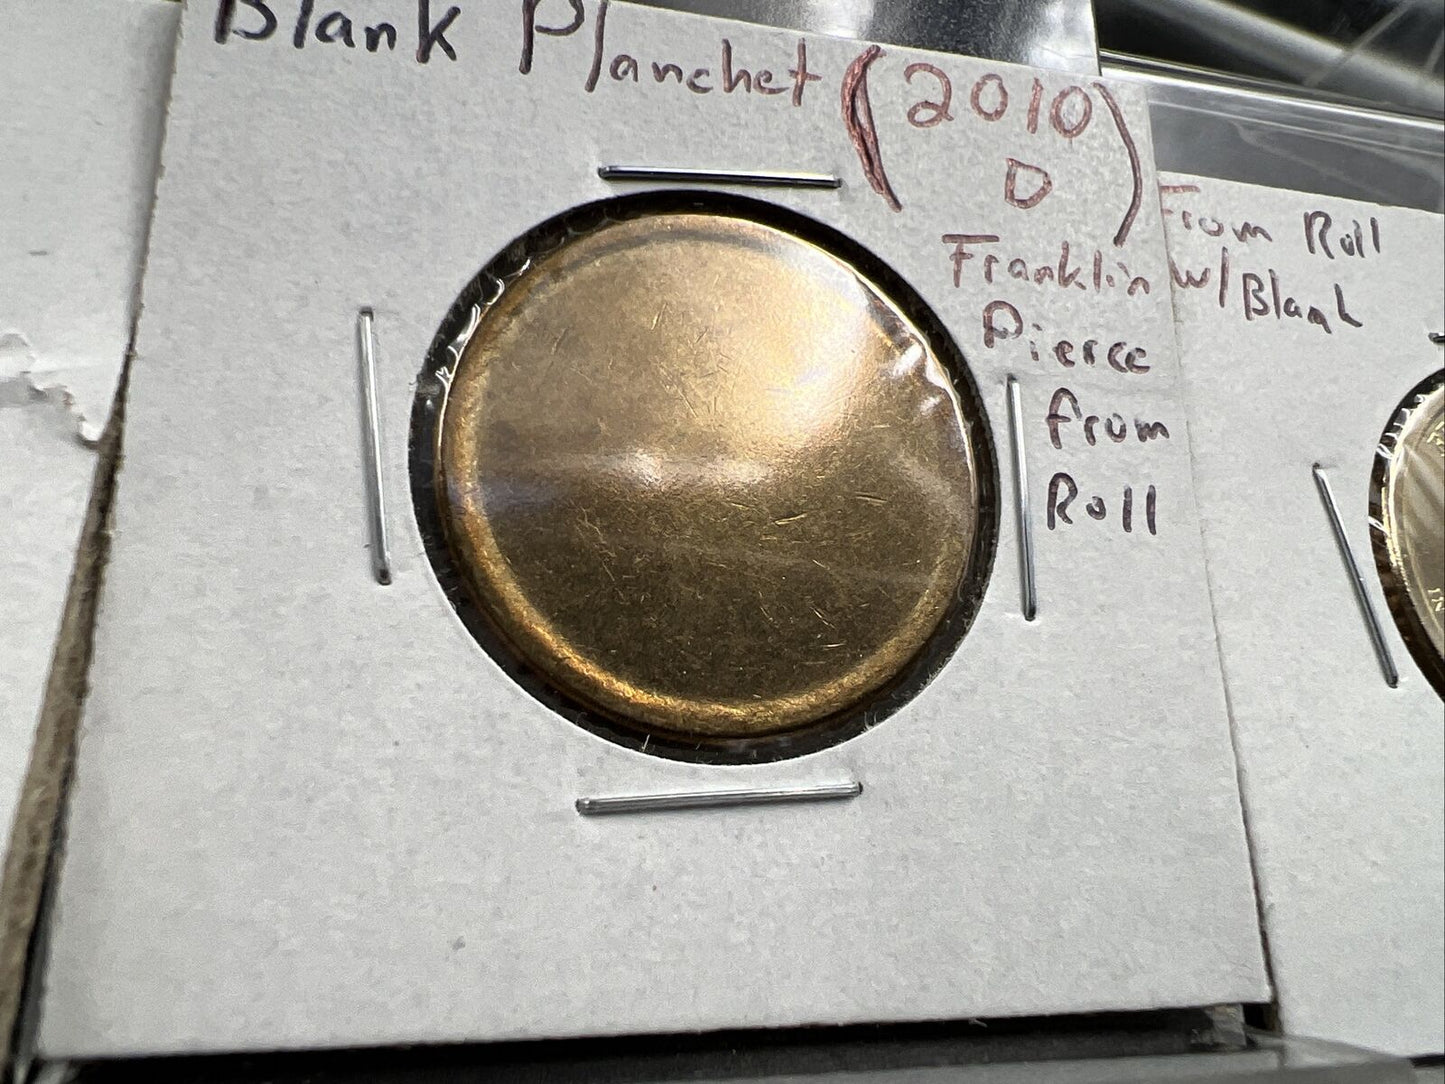 Blank Planchet (2010
D)
Franklin
Pierce
from
Roll
From Roll
w/Blank